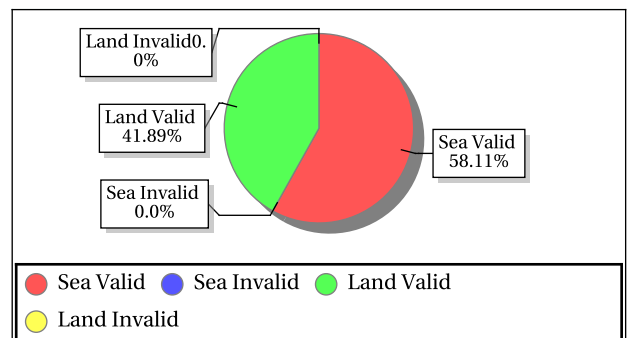 Land Invalid0.
0%
Land Valid
41.89%
Sea Valid
58.11%
Sea Invalid
0.0%
Sea Valid Sea Invalid Land Valid
Land Invalid